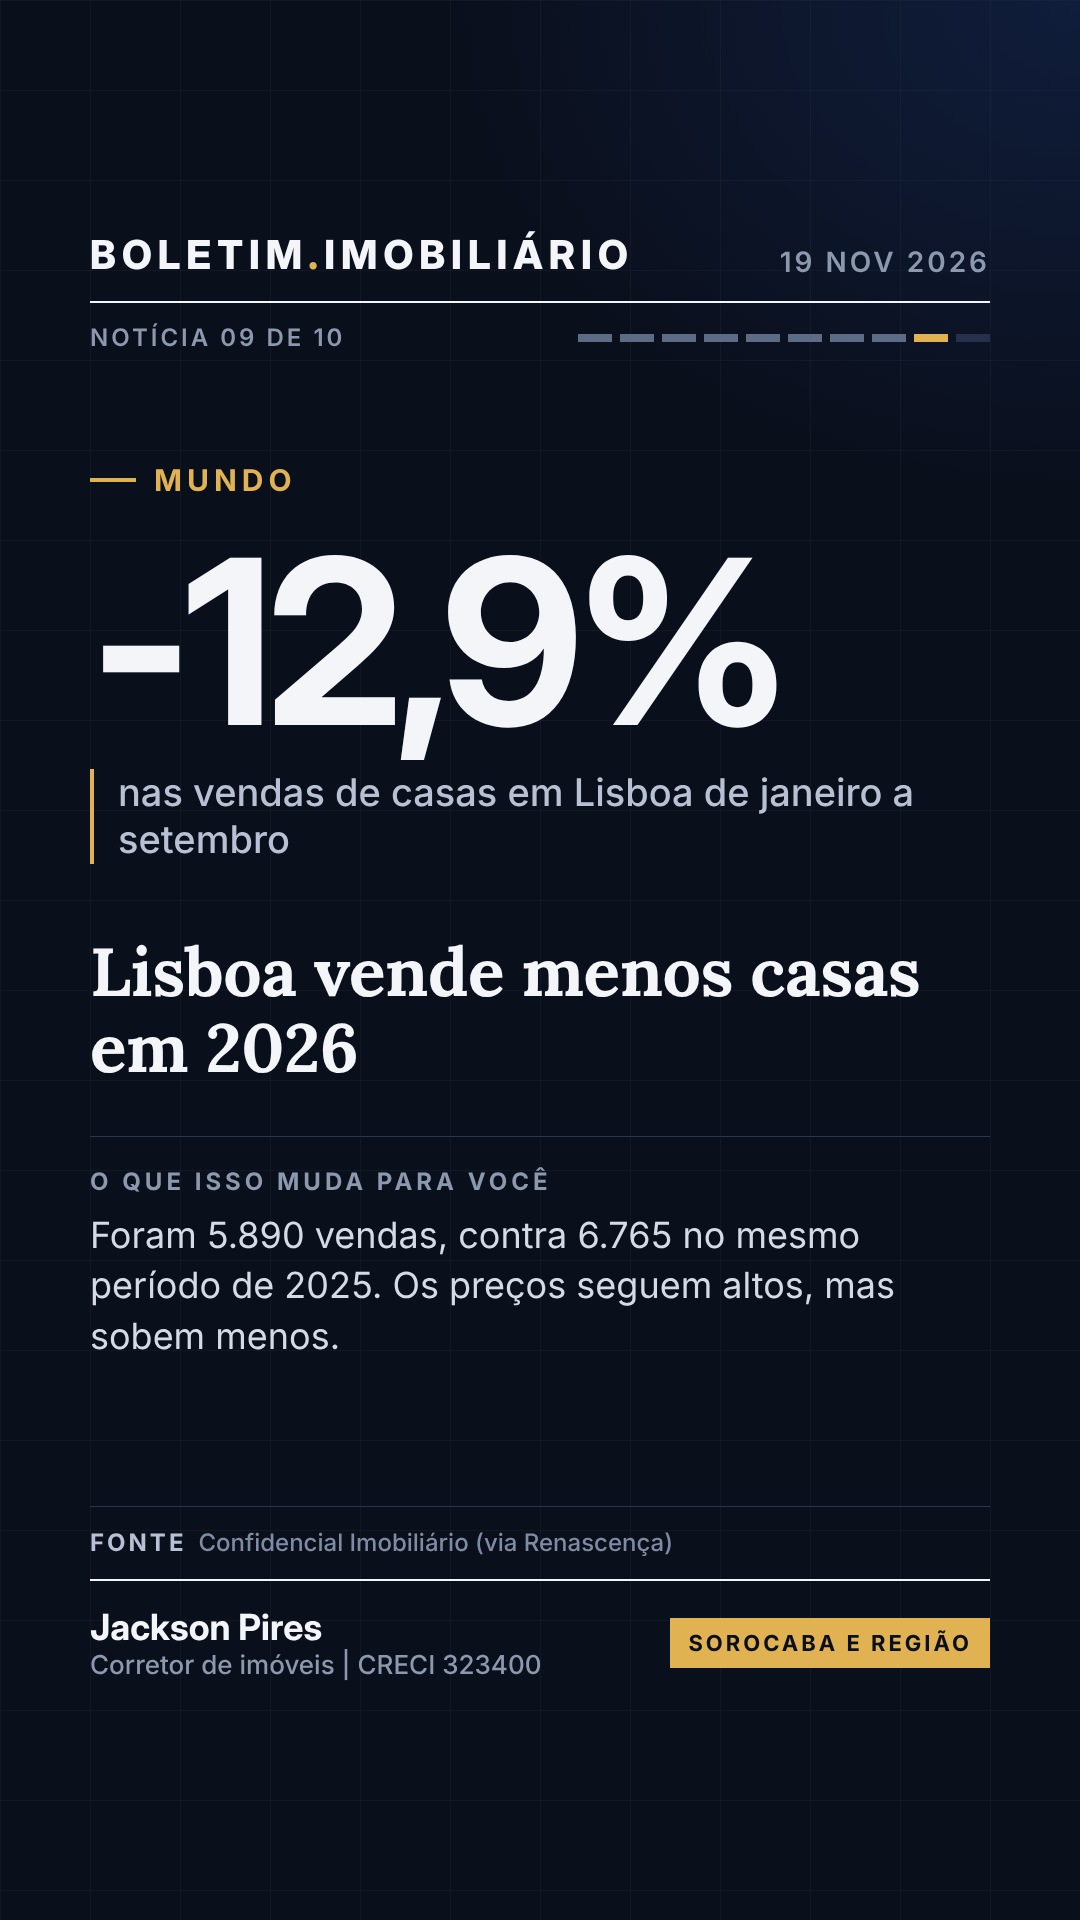 BOLETIM.IMOBILIÁRIO
19 NOV 2026
NOTÍCIA 09 DE 10
MUNDO
-12,9%
nas vendas de casas em Lisboa de janeiro a
setembro
Lisboa vende menos casas
em 2026
O QUE ISSO MUDA PARA VOCÊ
Foram 5.890 vendas, contra 6.765 no mesmo
período de 2025. Os preços seguem altos, mas
sobem menos.
FONTE Confidencial Imobiliário (via Renascença)
Jackson Pires
Corretor de imóveis | CRECI 323400
SOROCABA E REGIÃO